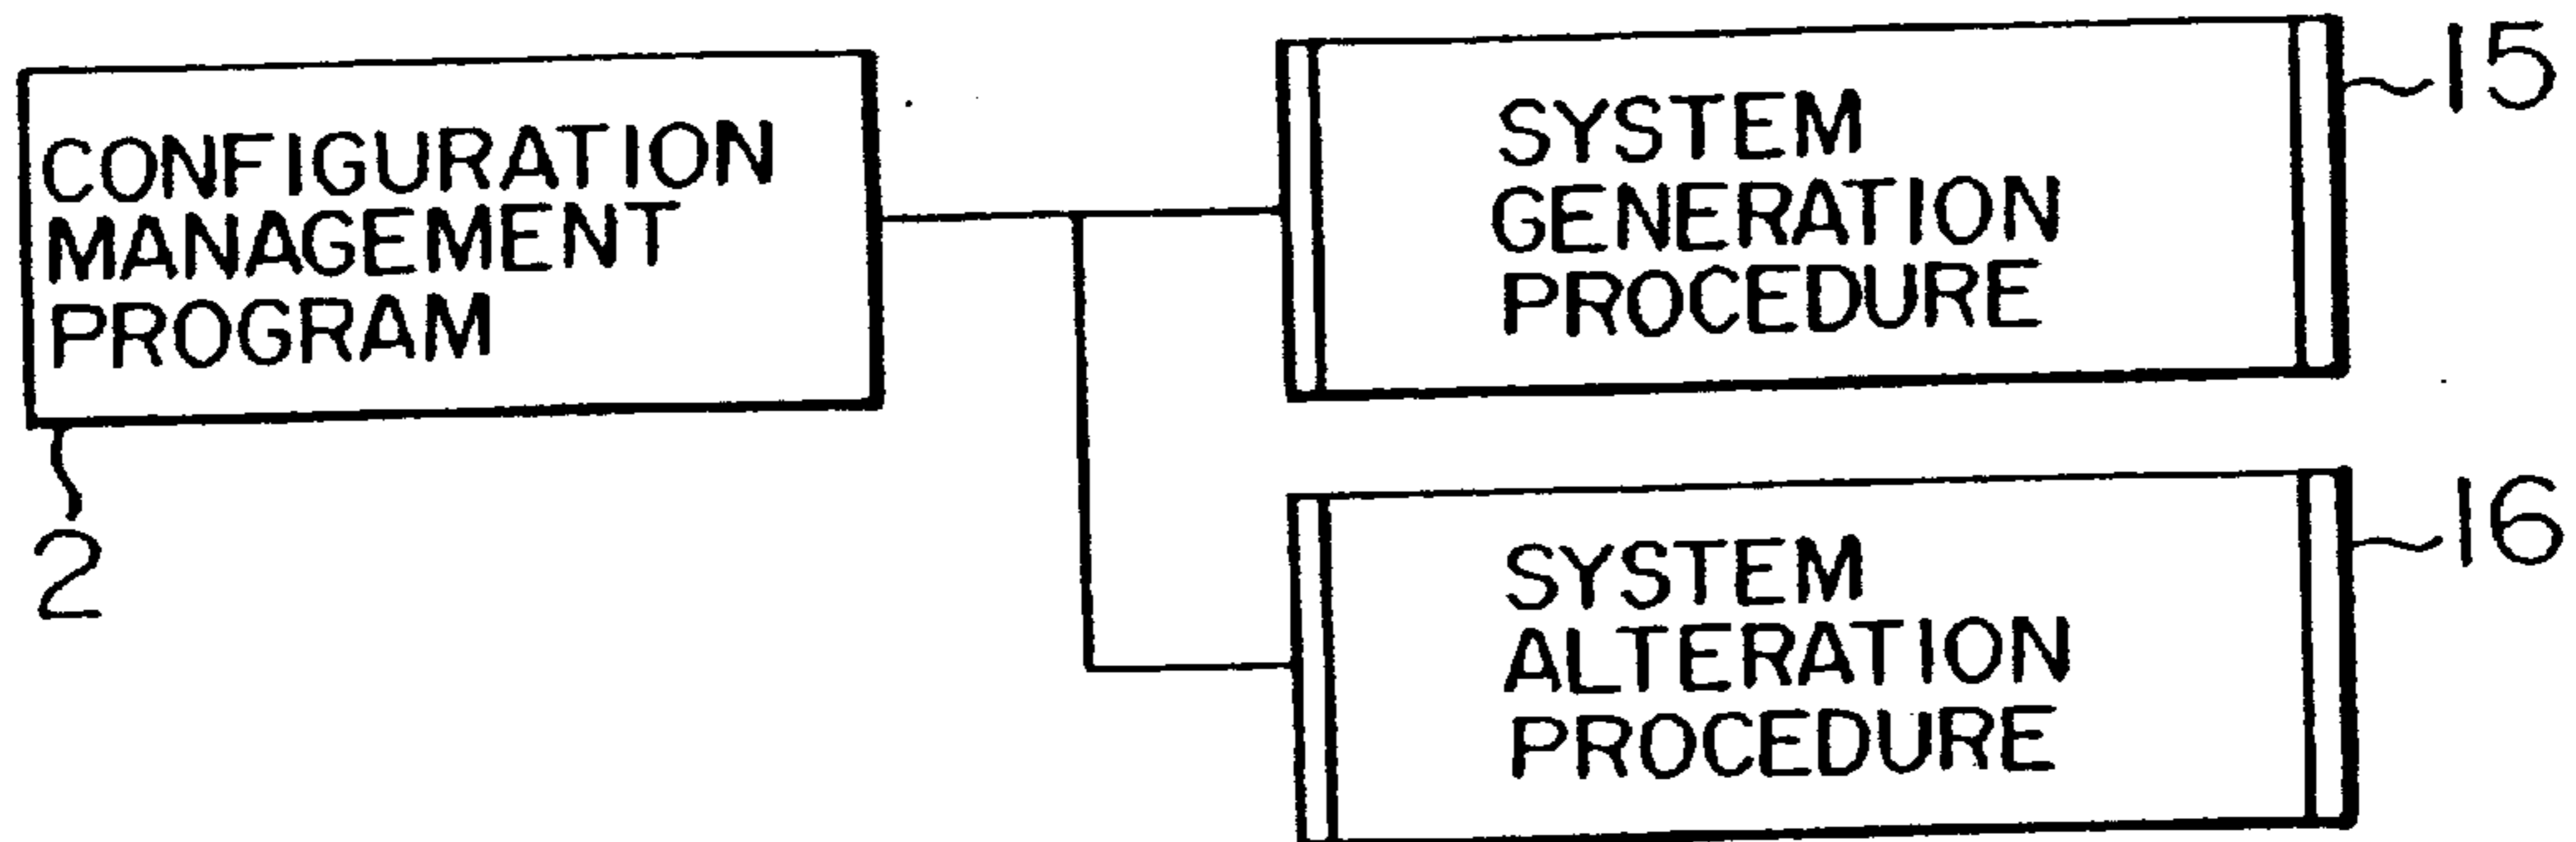 CONFIGURATION
MANAGEMENT
PROGRAM
2
SYSTEM
GENERATION
PROCEDURE
15
SYSTEM
ALTERATION
PROCEDURE
16